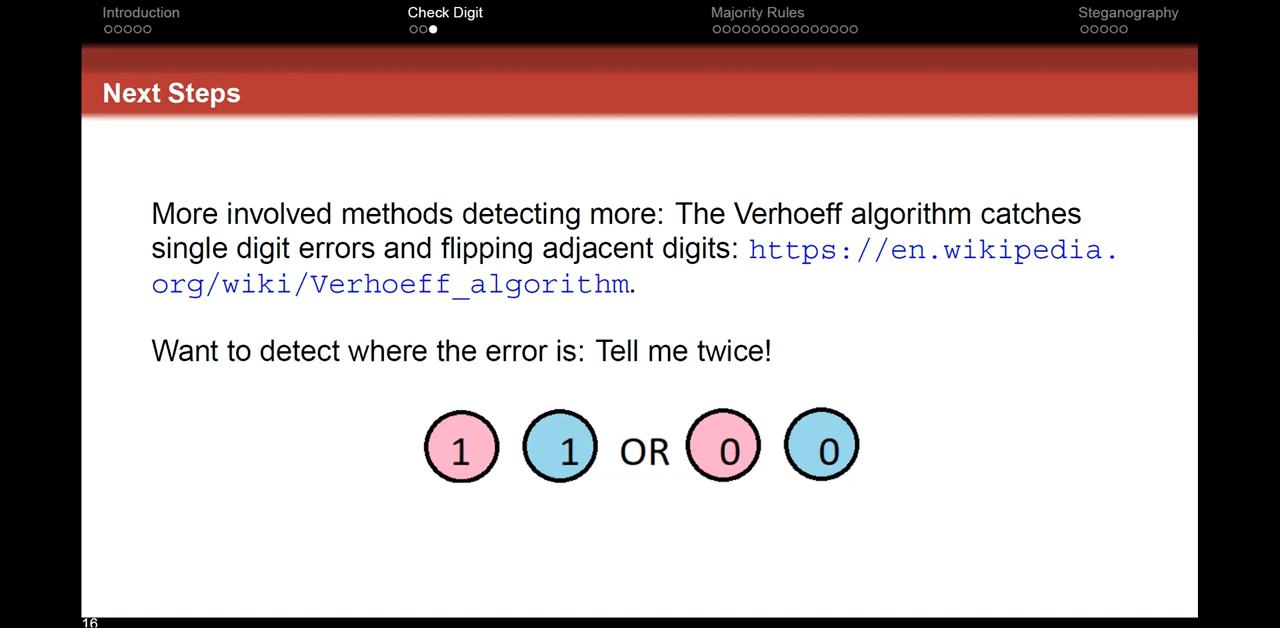 Introduction Check Digit Majority Rules Steganography
Next Steps
More involved methods detecting more: The Verhoeff algorithm catches
single digit errors and flipping adjacent digits: https://en.wikipedia.
org/wiki/Verhoeff_algorithm.
Want to detect where the error is: Tell me twice!
1 1 OR 0 0
16